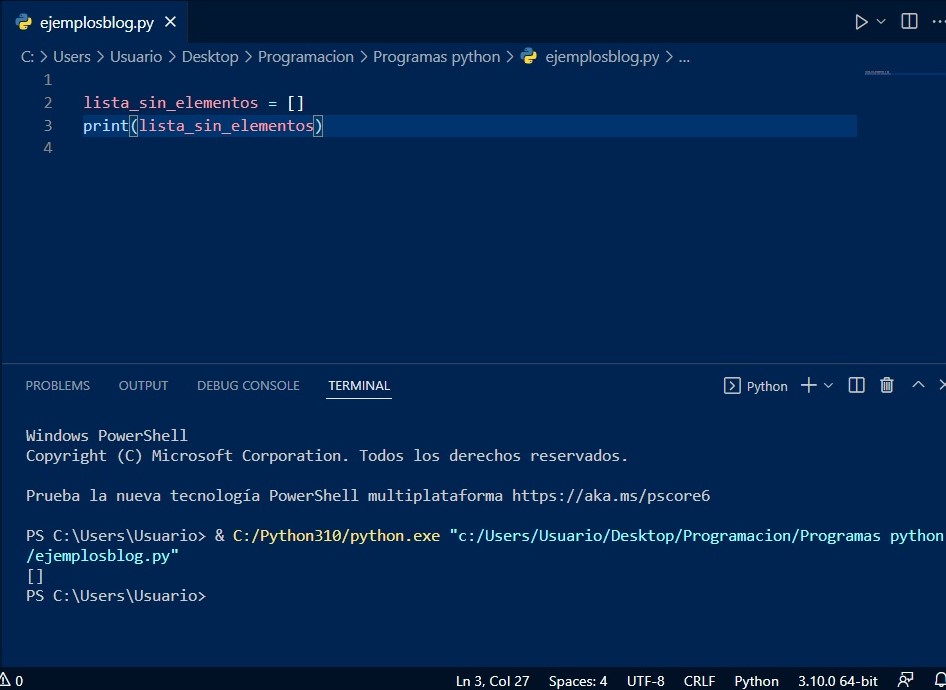 ejemplosblog.py
C: > Users > Usuario > Desktop > Programacion > Programas python > ejemplosblog.py > ...
1
2 lista_sin_elementos = []
3 print(lista_sin_elementos)
4
PROBLEMS OUTPUT DEBUG CONSOLE TERMINAL Python
Windows PowerShell
Copyright (C) Microsoft Corporation. Todos los derechos reservados.
Prueba la nueva tecnología PowerShell multiplataforma https://aka.ms/pscore6
PS C:\Users\Usuario> & C:/Python310/python.exe "c:/Users/Usuario/Desktop/Programacion/Programas python
/ejemplosblog.py"
[]
PS C:\Users\Usuario>
0 Ln 3, Col 27 Spaces: 4 UTF-8 CRLF Python 3.10.0 64-bit